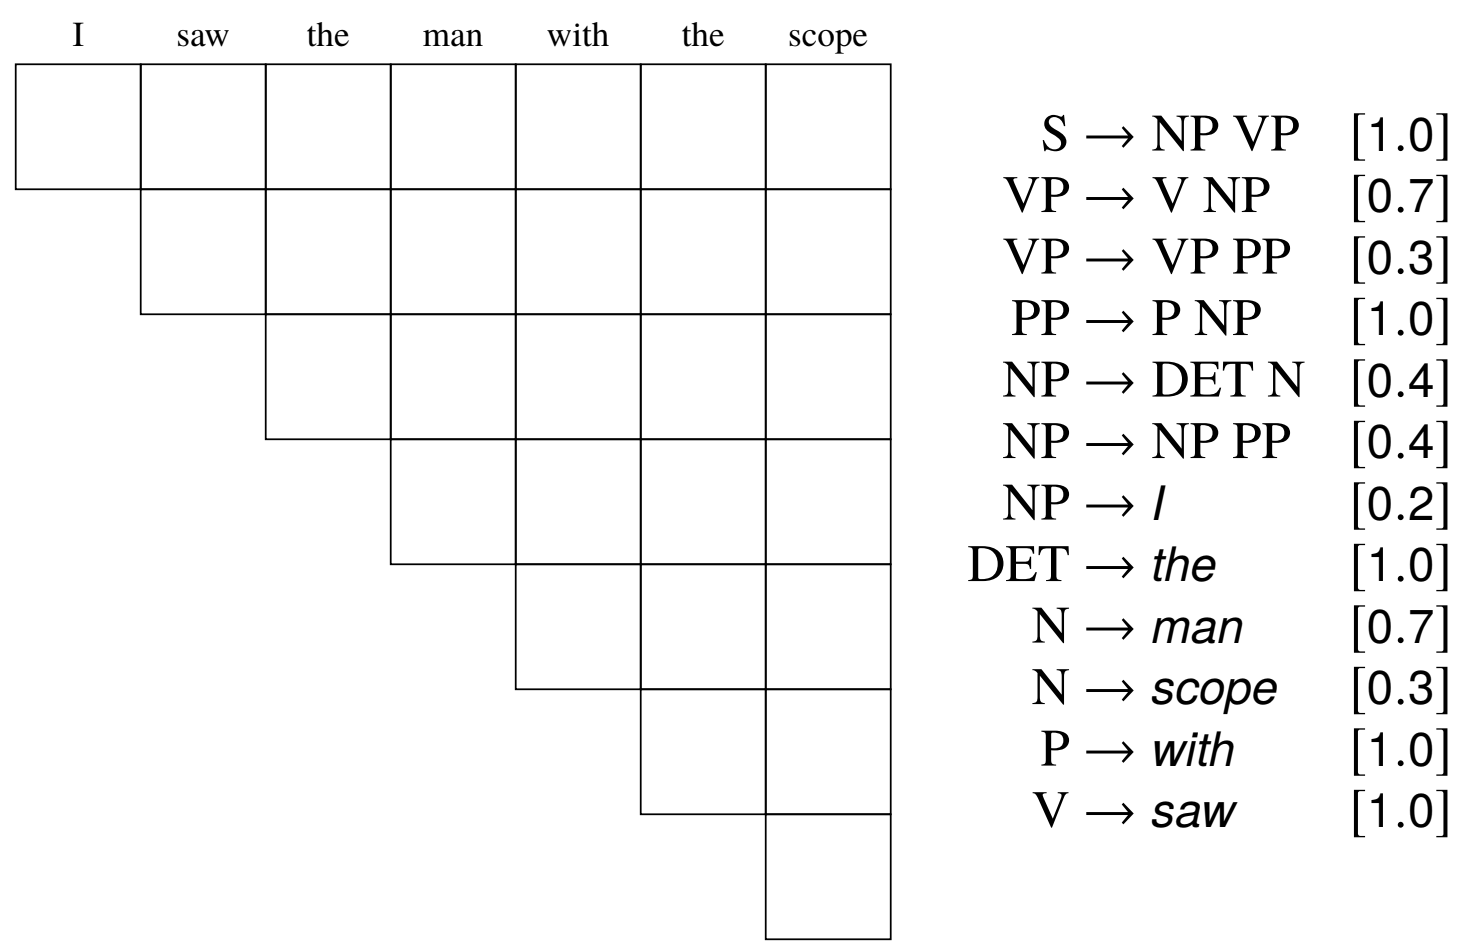 I saw the man with the scope
S → NP VP [1.0]
VP → V NP [0.7]
VP → VP PP [0.3]
PP → P NP [1.0]
NP → DET N [0.4]
NP → NP PP [0.4]
NP → I [0.2]
DET → the [1.0]
N → man [0.7]
N → scope [0.3]
P → with [1.0]
V → saw [1.0]